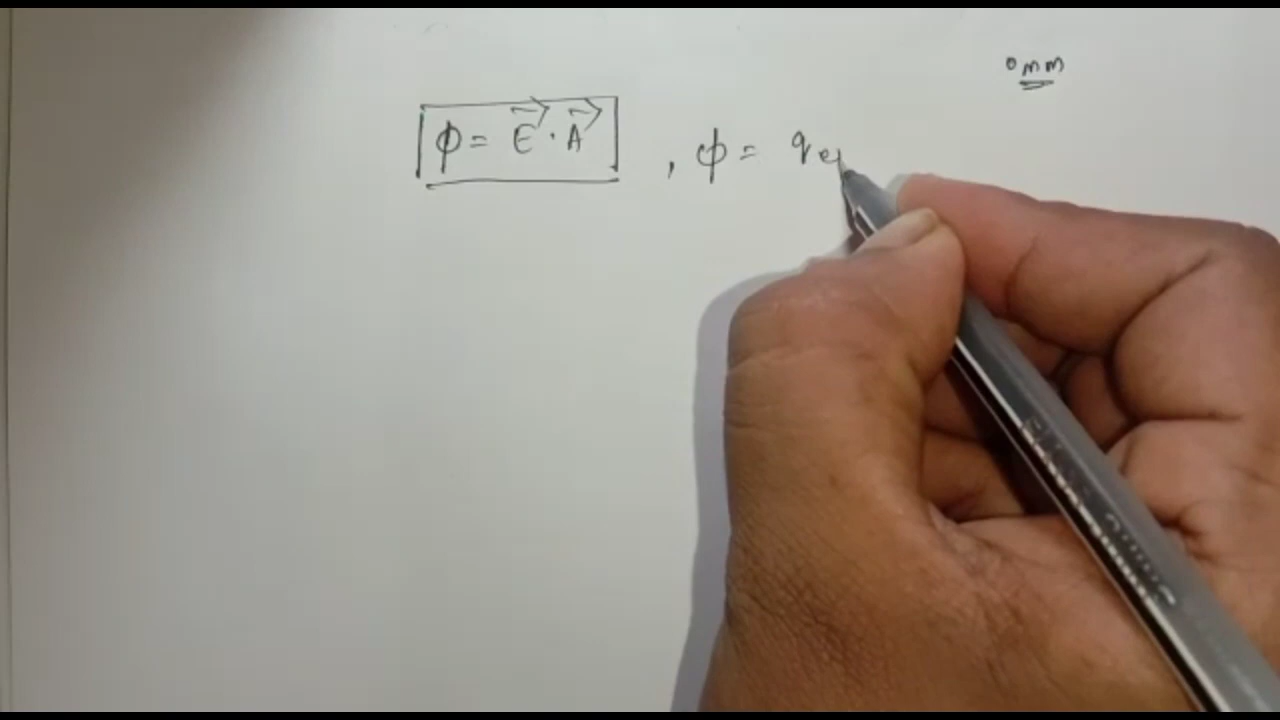 0mm
ϕ = E⃗ · A⃗ , ϕ = qe